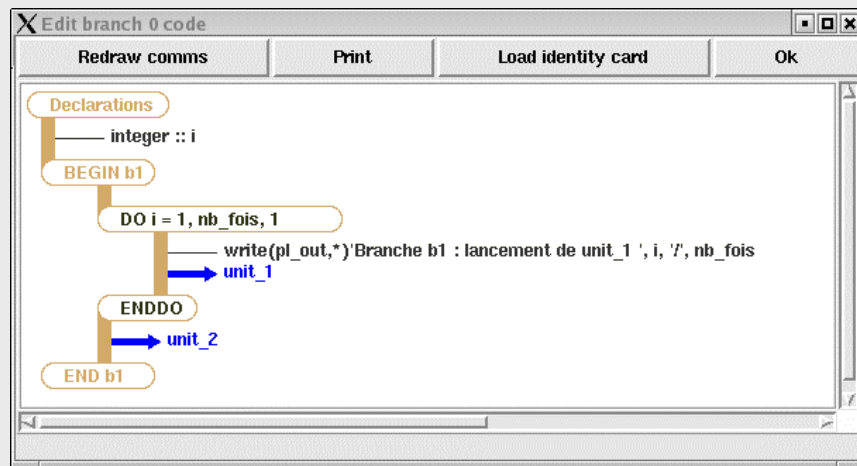 Edit branch 0 code
Redraw comms Print Load identity card Ok
Declarations
integer :: i
BEGIN b1
DO i = 1, nb_fois, 1
write(pl_out,*)'Branche b1 : lancement de unit_1 ', i, '/', nb_fois
unit_1
ENDDO
unit_2
END b1